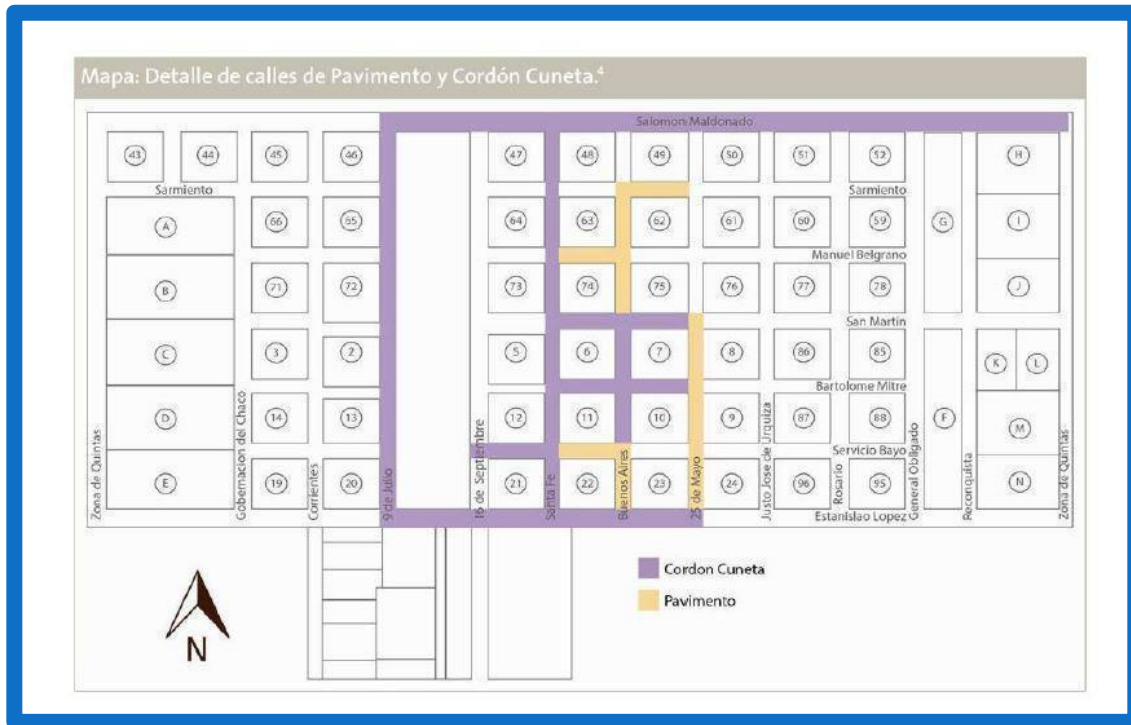 Mapa: Detalle de calles de Pavimento y Cordón Cuneta.⁴
Salomon Maldonado
43 44 45 46 47 48 49 50 51 52 H
Sarmiento Sarmiento
A 66 65 64 63 62 61 60 59 G I
Manuel Belgrano
B 71 72 73 74 75 76 77 78 J
San Martin
C 3 2 5 6 7 8 86 85 K L
Bartolome Mitre
D 14 13 12 11 10 9 87 88 F M
Servicio Bayo
E 19 20 21 22 23 24 96 95 N
Estanislao Lopez
Zona de Quintas
Gobernacion del Chaco
Corrientes
9 de Julio
16 de Septiembre
Santa Fe
Buenos Aires
25 de Mayo
Justo Jose de Urquiza
Rosario
General Obligado
Reconquista
Zona de Quintas
Cordon Cuneta
Pavimento
N